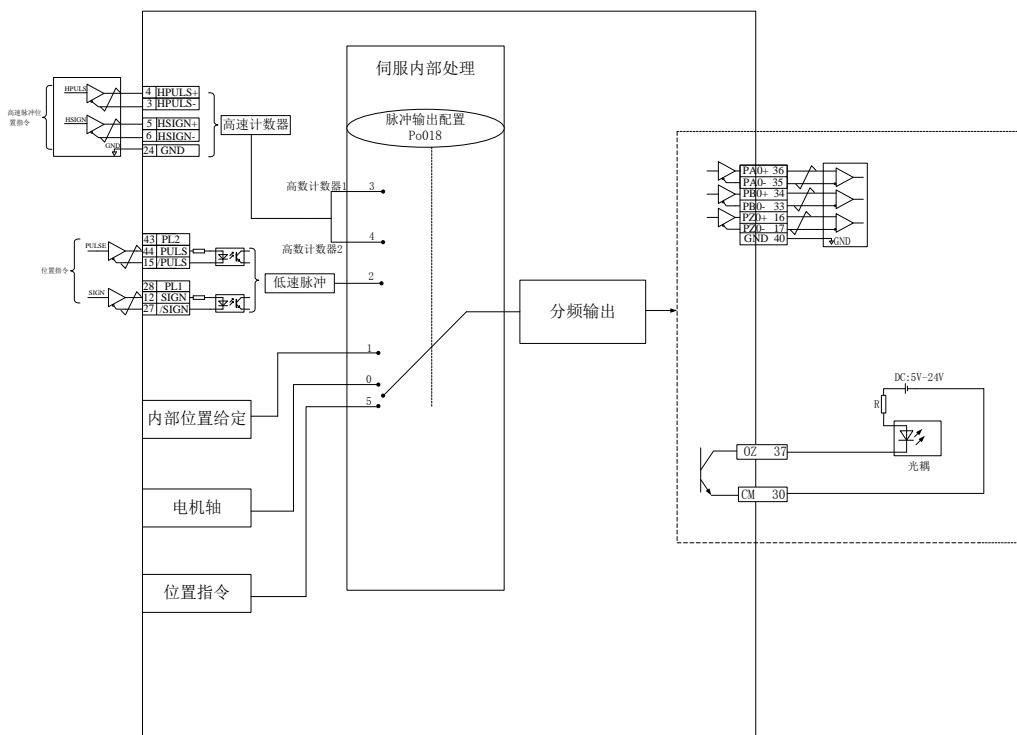 伺服内部处理
脉冲输出配置
Po018
高速脉冲位
置指令
HPULS
HSIGN
GND
4 HPULS+
3 HPULS-
5 HSIGN+
6 HSIGN-
24 GND
高速计数器
高数计数器1
3
高数计数器2
4
位置指令
PULSE
SIGN
43 PL2
44 PULS
15 /PULS
28 PL1
12 SIGN
27 /SIGN
低速脉冲
2
1
0
5
内部位置给定
电机轴
位置指令
分频输出
PA0+ 36
PA0- 35
PB0+ 34
PB0- 33
PZ0+ 16
PZ0- 17
GND 40
GND
DC:5V-24V
R
光耦
OZ 37
CM 30